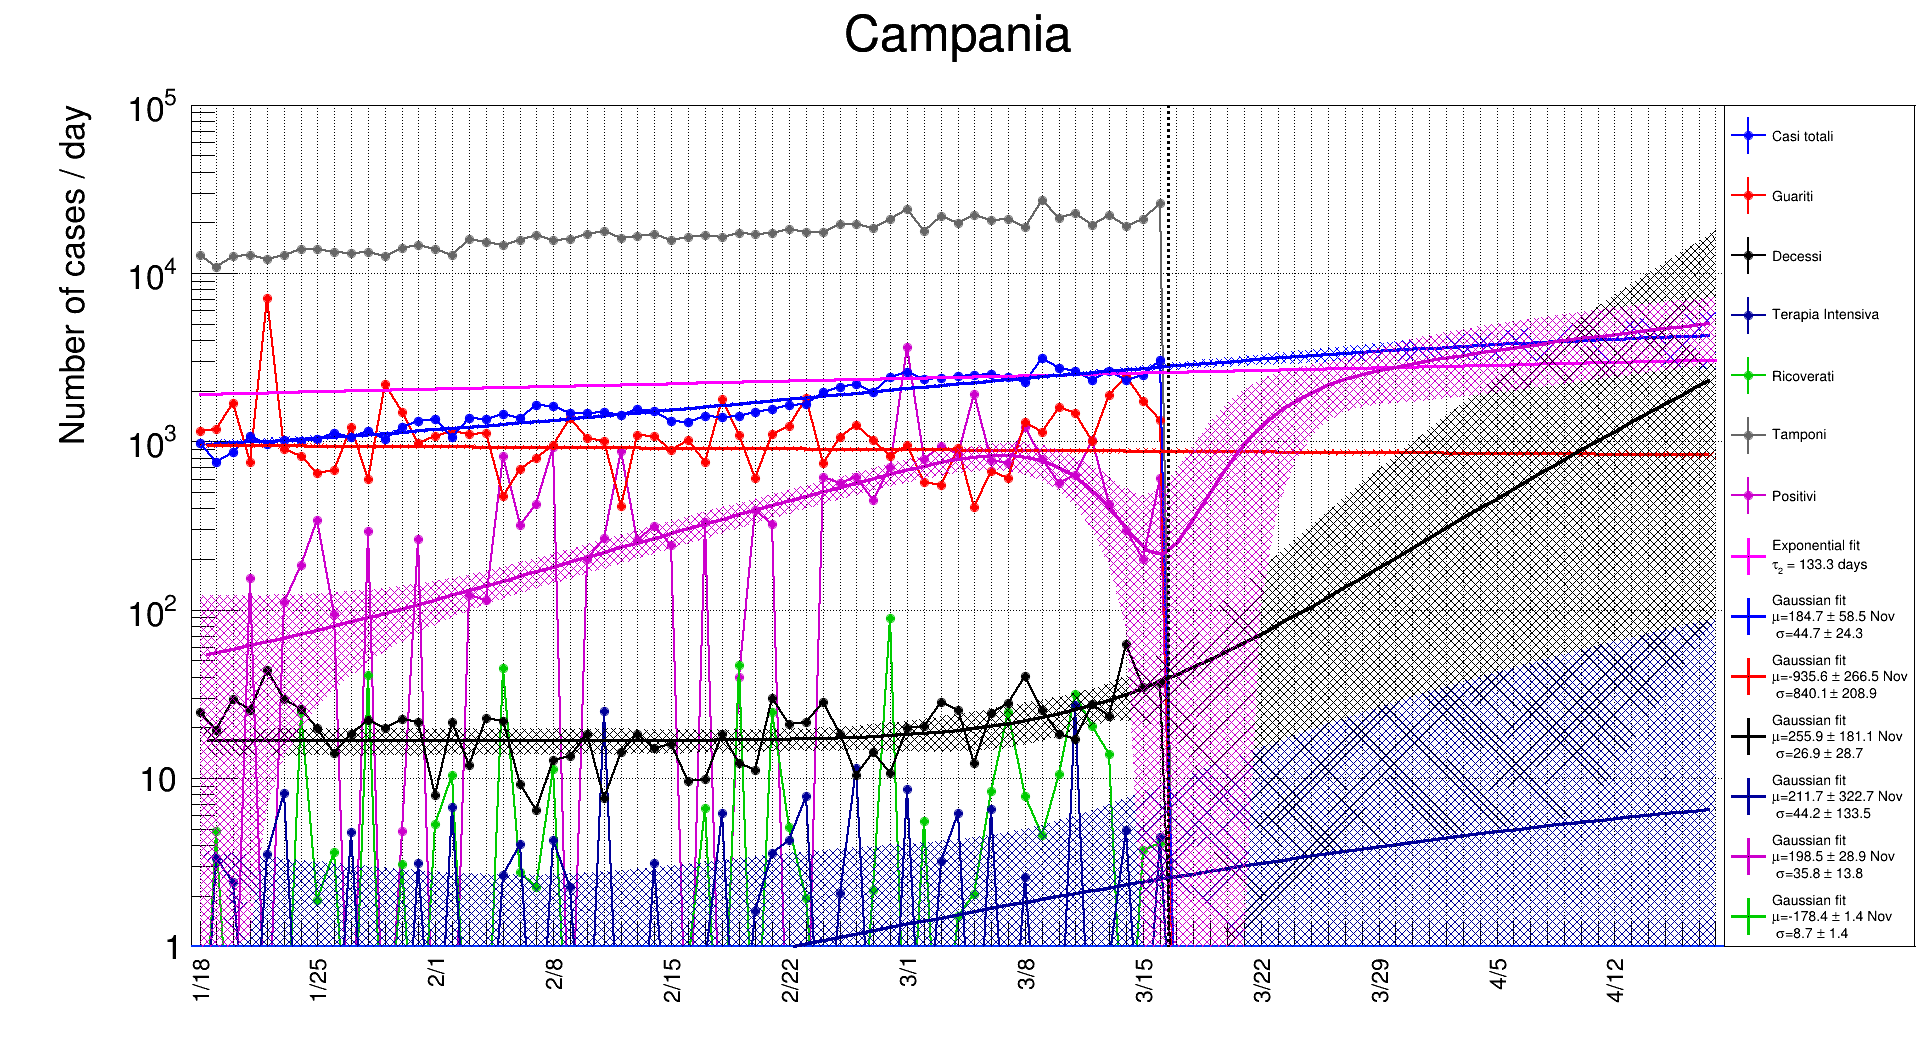 Campania
Number of cases / day
10^5
10^4
10^3
10^2
10
1
1/18
1/25
2/1
2/8
2/15
2/22
3/1
3/8
3/15
3/22
3/29
4/5
4/12
Casi totali
Guariti
Decessi
Terapia Intensiva
Ricoverati
Tamponi
Positivi
Exponential fit
τ₂ = 133.3 days
Gaussian fit
μ=184.7 ± 58.5 Nov
σ=44.7 ± 24.3
Gaussian fit
μ=-935.6 ± 266.5 Nov
σ=840.1 ± 208.9
Gaussian fit
μ=255.9 ± 181.1 Nov
σ=26.9 ± 28.7
Gaussian fit
μ=211.7 ± 322.7 Nov
σ=44.2 ± 133.5
Gaussian fit
μ=198.5 ± 28.9 Nov
σ=35.8 ± 13.8
Gaussian fit
μ=-178.4 ± 1.4 Nov
σ=8.7 ± 1.4